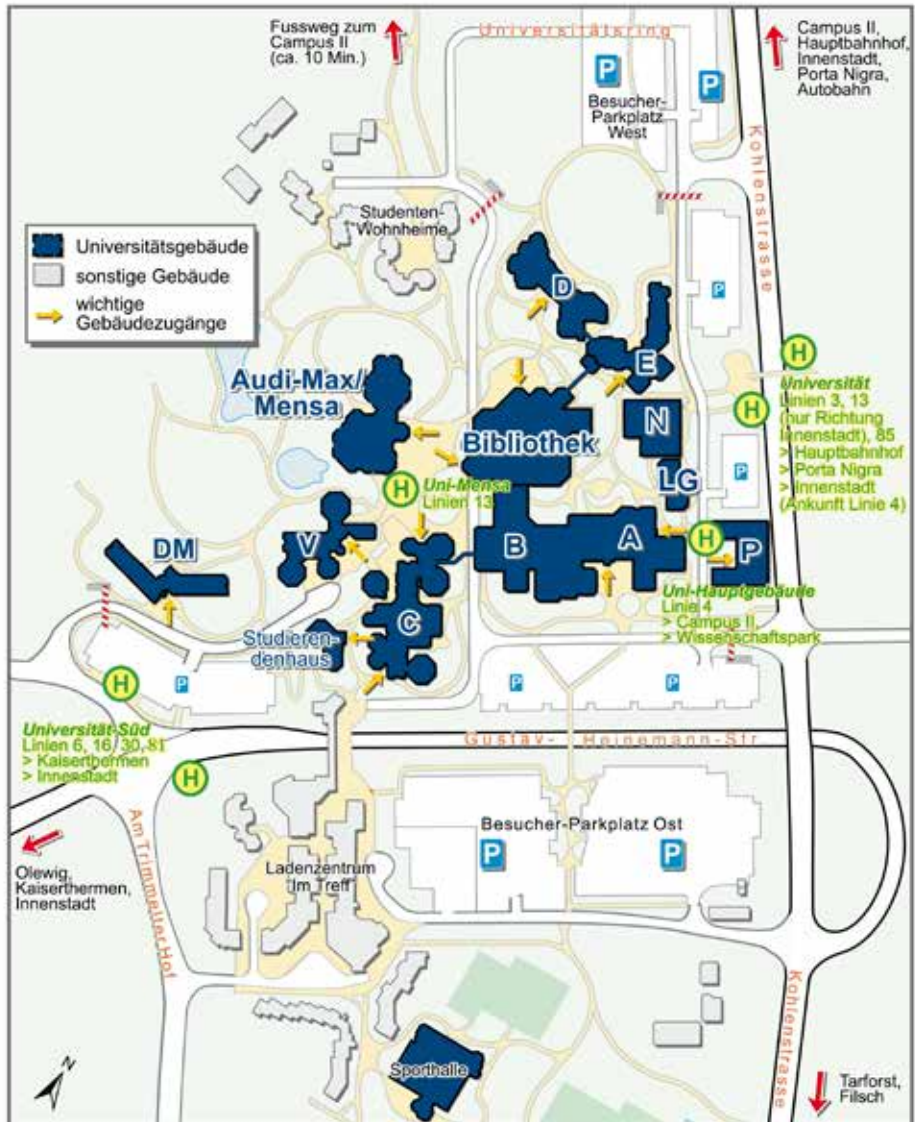 Fussweg zum
Campus II
(ca. 10 Min.)
Universitätsring
Campus II,
Hauptbahnhof,
Innenstadt,
Porta Nigra,
Autobahn
P
P
Besucher-
Parkplatz
West
Kohlenstrasse
Universitätsgebäude
sonstige Gebäude
wichtige
Gebäudezugänge
Studenten-
Wohnheime
D
P
E
H
Audi-Max/
Mensa
Universität
Linien 3, 13
(nur Richtung
Innenstadt), 85
> Hauptbahnhof
> Porta Nigra
> Innenstadt
(Ankunft Linie 4)
H
N
Bibliothek
P
LG
H
Uni-Mensa
Linien 13
DM
V
B
A
H
P
Uni-Hauptgebäude
Linie 4
> Campus II
> Wissenschaftspark
C
Studieren-
denhaus
H
P
P
P
Universität-Süd
Linien 6, 16, 30, 81
> Kaiserthermen
> Innenstadt
Gustav- Heinemann-Str
H
Am Trimmelter Hof
Besucher-Parkplatz Ost
P
P
Olewig,
Kaiserthermen,
Innenstadt
Ladenzentrum
Im Treff
Kohlenstrasse
Sporthalle
N
Tarforst,
Filsch